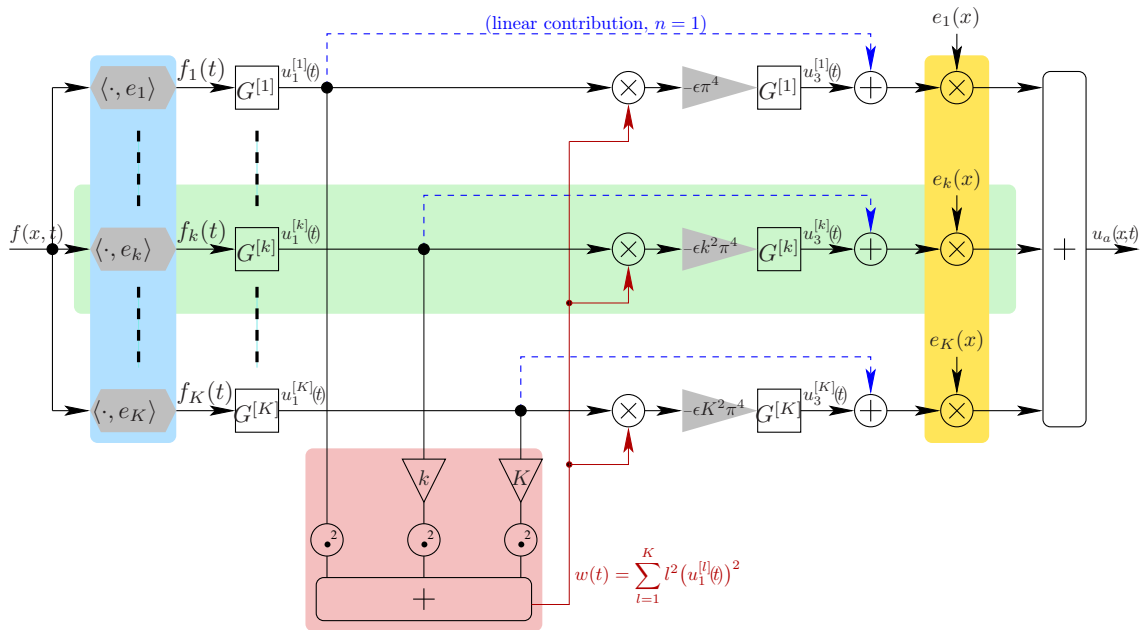 (linear contribution, n = 1)
e₁(x)
⟨·, e₁⟩ f₁(t) G^[1] u₁^[1](t) × -επ⁴ G^[1] u₃^[1](t) + ×
e_k(x)
f(x, t) ⟨·, e_k⟩ f_k(t) G^[k] u₁^[k](t) × -εk²π⁴ G^[k] u₃^[k](t) + × + u_a(x,t)
e_K(x)
⟨·, e_K⟩ f_K(t) G^[K] u₁^[K](t) × -εK²π⁴ G^[K] u₃^[K](t) + ×
k K
•² •² •²
w(t) = ∑_{l=1}^{K} l²(u₁^[l](t))²
+